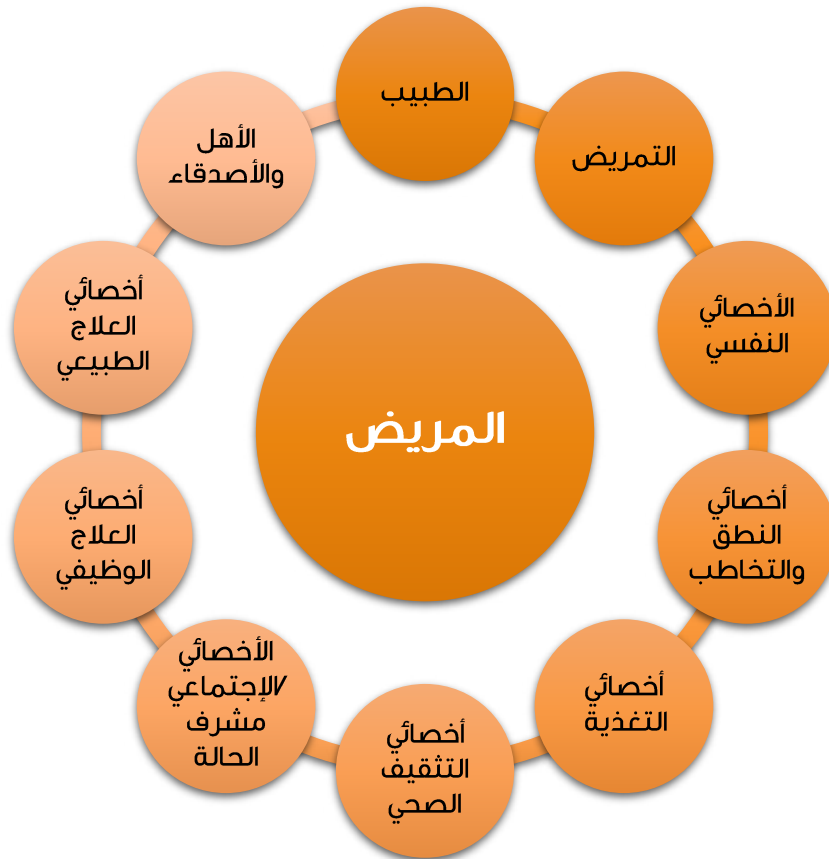 الطبيب
التمريض
الأخصائي
النفسي
أخصائي
النطق
والتخاطب
أخصائي
التغذية
أخصائي
التثقيف
الصحي
الأخصائي
الإجتماعي/
مشرف
الحالة
أخصائي
العلاج
الوظيفي
أخصائي
العلاج
الطبيعي
الأهل
والأصدقاء
المريض